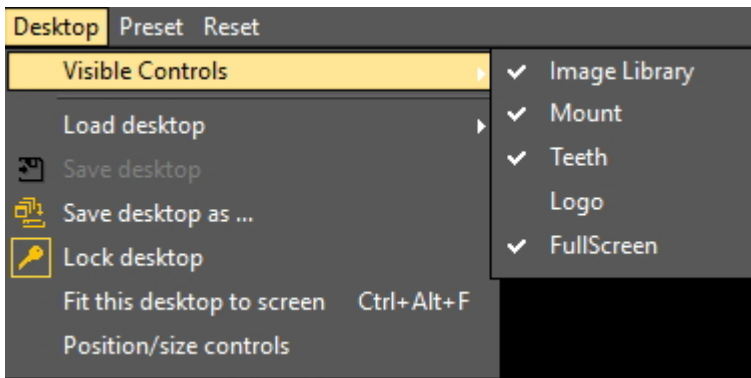 Desktop Preset Reset
Visible Controls
Load desktop
Save desktop
Save desktop as ...
Lock desktop
Fit this desktop to screen Ctrl+Alt+F
Position/size controls
Image Library
Mount
Teeth
Logo
FullScreen